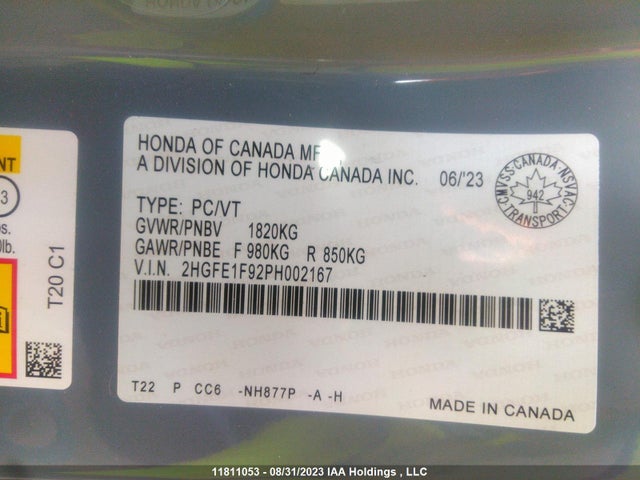 HONDA OF CANADA
A DIVISION OF HONDA CANADA INC. 06/'23
CMVSS·CANADA·NSVAC
942
TRANSPORT
TYPE: PC/VT
GVWR/PNBV 1820KG
GAWR/PNBE F 980KG R 850KG
V.I.N. 2HGFE1F92PH002167
T22 P CC6 -NH877P -A -H
MADE IN CANADA
T20 C1
11811053 - 08/31/2023 IAA Holdings , LLC